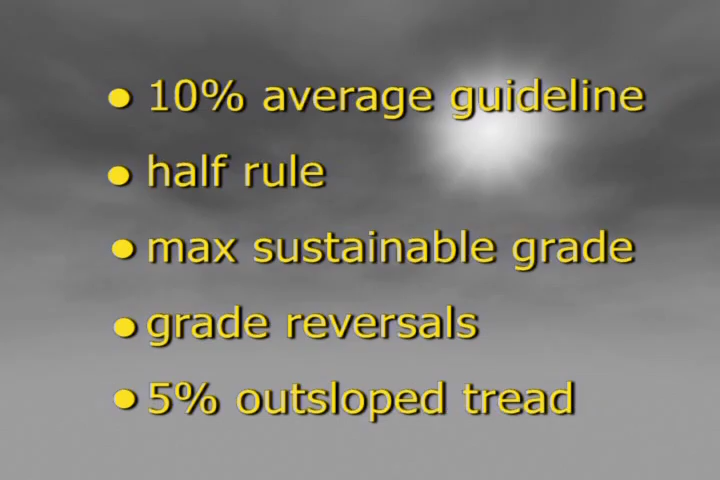 • 10% average guideline
• half rule
• max sustainable grade
• grade reversals
• 5% outsloped tread